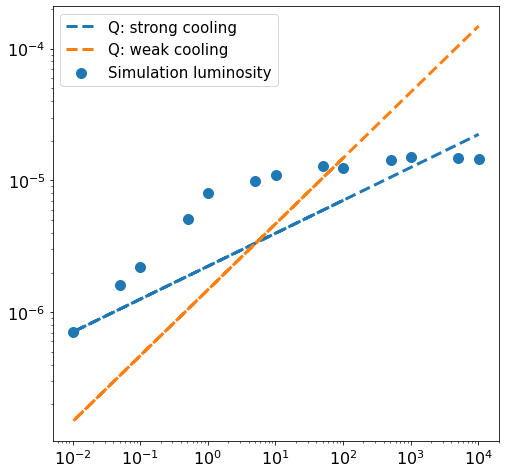 Q: strong cooling
Q: weak cooling
Simulation luminosity
10⁻⁴
10⁻⁵
10⁻⁶
10⁻² 10⁻¹ 10⁰ 10¹ 10² 10³ 10⁴